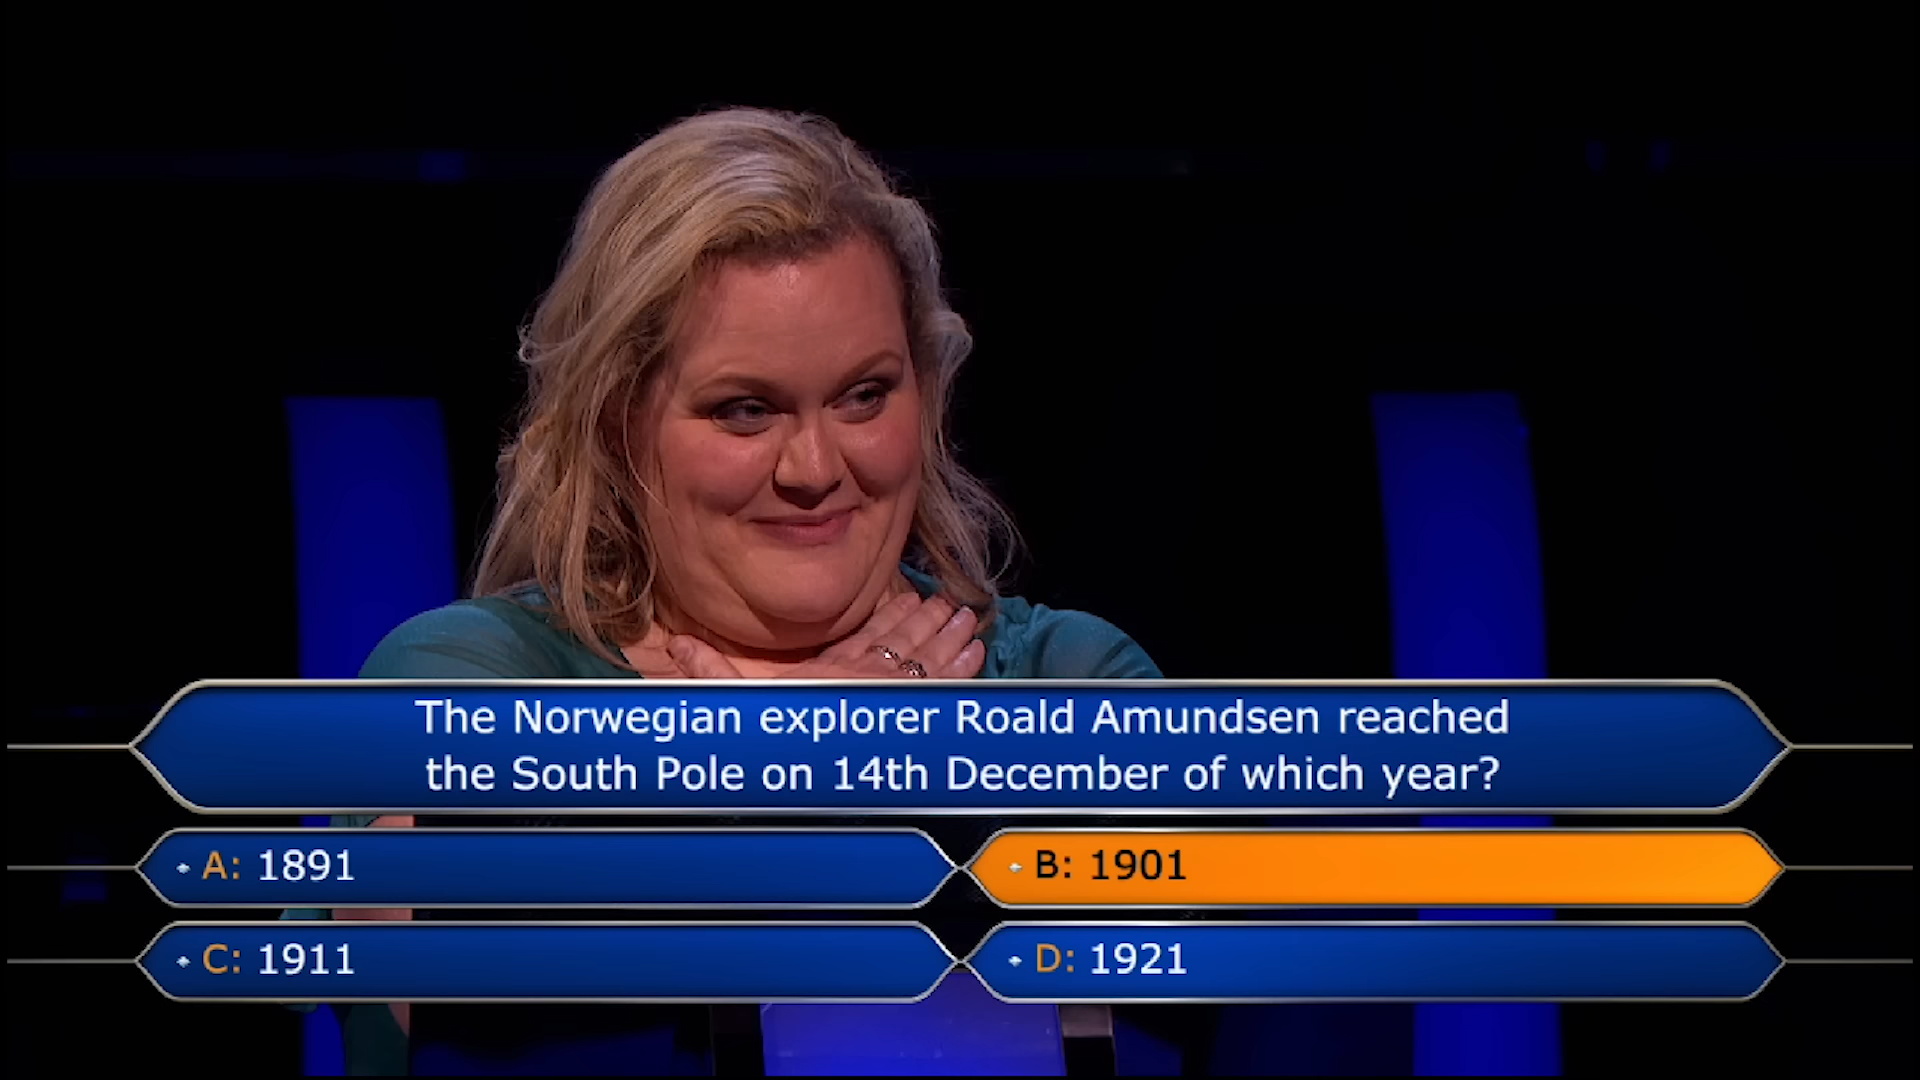 The Norwegian explorer Roald Amundsen reached
the South Pole on 14th December of which year?
A: 1891
B: 1901
C: 1911
D: 1921